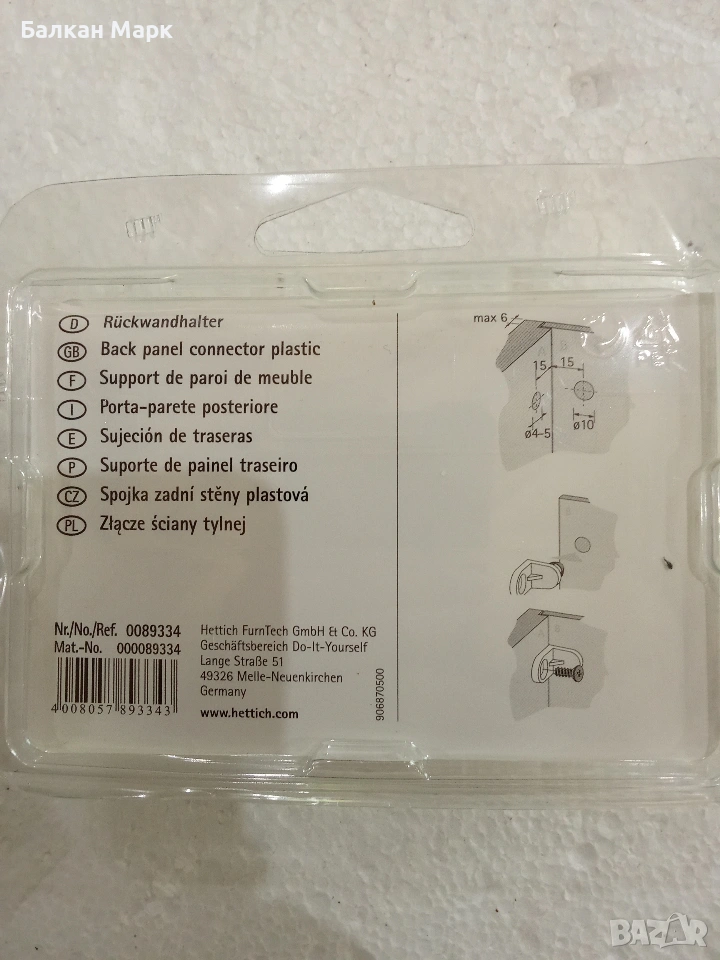 Балкан Марк
D Rückwandhalter
GB Back panel connector plastic
F Support de paroi de meuble
I Porta-parete posteriore
E Sujeción de traseras
P Suporte de painel traseiro
CZ Spojka zadní stěny plastová
PL Złącze ściany tylnej
Nr./No./Ref. 0089334
Mat.-No. 000089334
4 008057 893343
Hettich FurnTech GmbH & Co. KG
Geschäftsbereich Do-It-Yourself
Lange Straße 51
49326 Melle-Neuenkirchen
Germany
www.hettich.com
906870500
max 6
A B
15 15
ø4-5 ø10
B
A
BAZAR